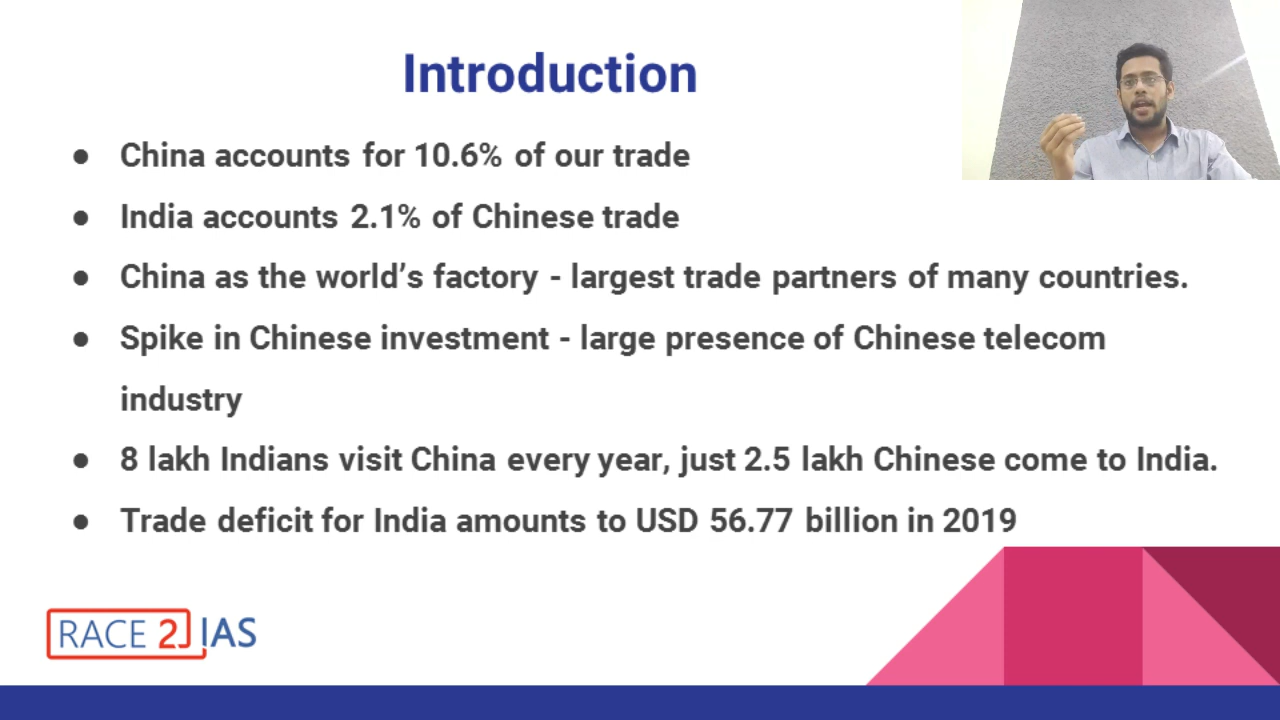 Introduction
● China accounts for 10.6% of our trade
● India accounts 2.1% of Chinese trade
● China as the world’s factory - largest trade partners of many countries.
● Spike in Chinese investment - large presence of Chinese telecom
industry
● 8 lakh Indians visit China every year, just 2.5 lakh Chinese come to India.
● Trade deficit for India amounts to USD 56.77 billion in 2019
RACE 2 IAS